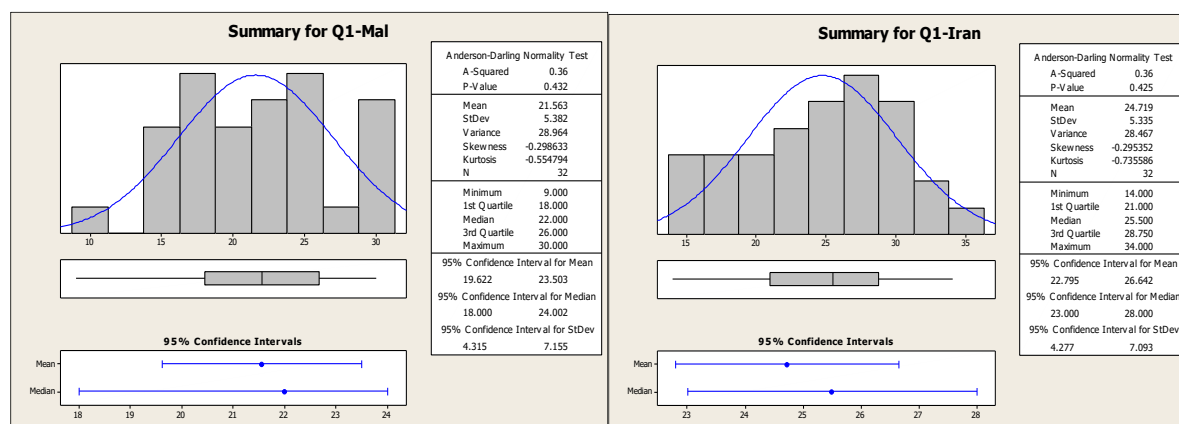 Summary for Q1-Mal
10 15 20 25 30
95% Confidence Intervals
Mean
Median
18 19 20 21 22 23 24
Anderson-Darling Normality Test
A-Squared 0.36
P-Value 0.432
Mean 21.563
StDev 5.382
Variance 28.964
Skewness -0.298633
Kurtosis -0.554794
N 32
Minimum 9.000
1st Quartile 18.000
Median 22.000
3rd Quartile 26.000
Maximum 30.000
95% Confidence Interval for Mean
19.622 23.503
95% Confidence Interval for Median
18.000 24.002
95% Confidence Interval for StDev
4.315 7.155
Summary for Q1-Iran
15 20 25 30 35
95% Confidence Intervals
Mean
Median
23 24 25 26 27 28
Anderson-Darling Normality Test
A-Squared 0.36
P-Value 0.425
Mean 24.719
StDev 5.335
Variance 28.467
Skewness -0.295352
Kurtosis -0.735586
N 32
Minimum 14.000
1st Quartile 21.000
Median 25.500
3rd Quartile 28.750
Maximum 34.000
95% Confidence Interval for Mean
22.795 26.642
95% Confidence Interval for Median
23.000 28.000
95% Confidence Interval for StDev
4.277 7.093